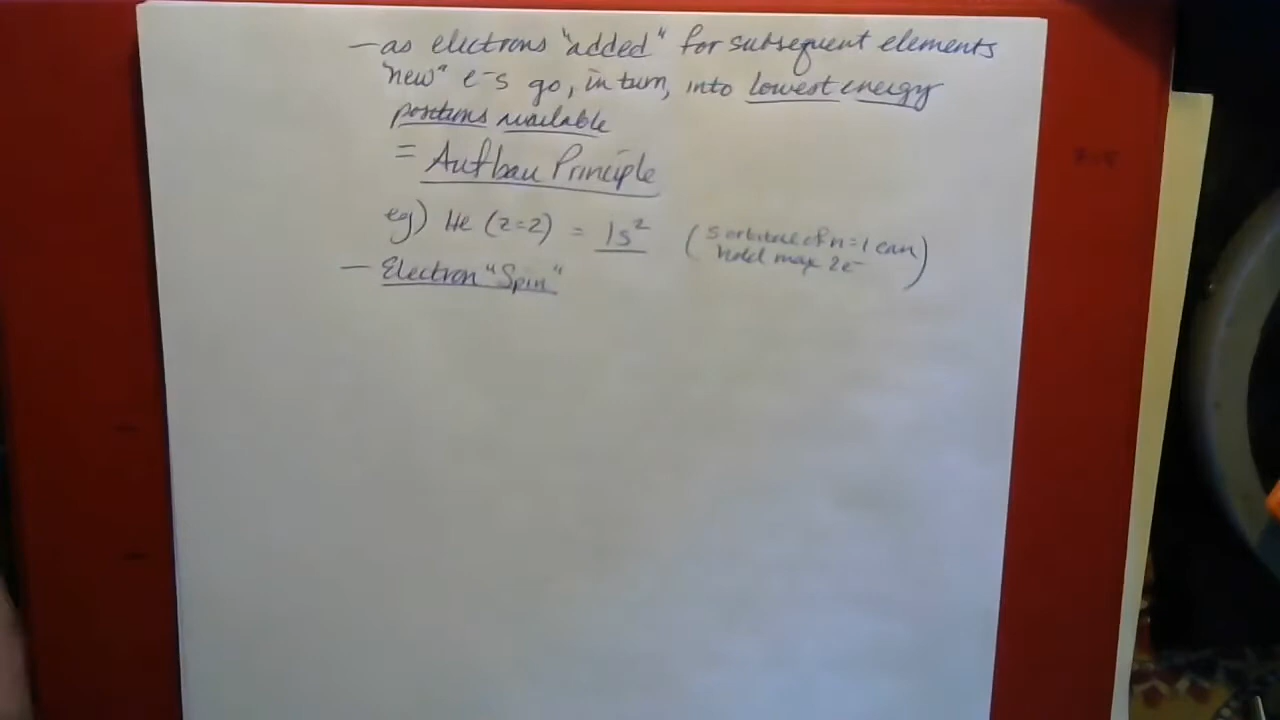 —as electrons "added" for subsequent elements
"new" e-s go, in turn, into lowest energy
positions available
= Aufbau Principle
eg) He (z=2) = 1s² (s orbital of n=1 can
hold max 2e⁻)
— Electron "Spin"